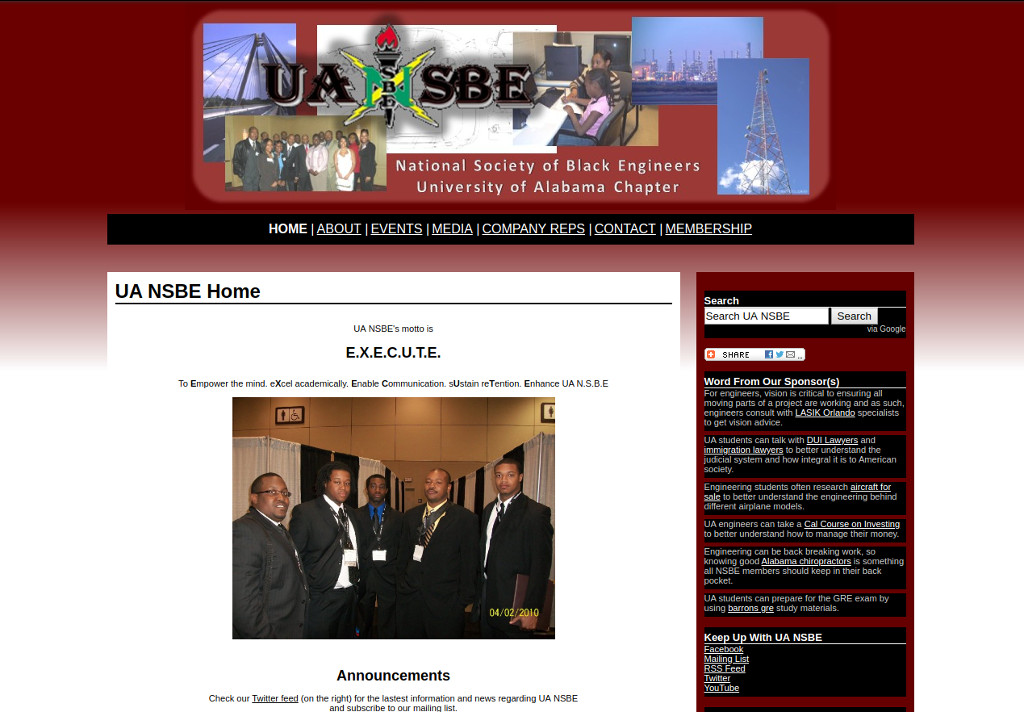 UA NSBE
NSBE
National Society of Black Engineers
University of Alabama Chapter
HOME | ABOUT | EVENTS | MEDIA | COMPANY REPS | CONTACT | MEMBERSHIP
UA NSBE Home
UA NSBE's motto is
E.X.E.C.U.T.E.
To Empower the mind. eXcel academically. Enable Communication. sUstain reTention. Enhance UA N.S.B.E
04/02/2010
Announcements
Check our Twitter feed (on the right) for the lastest information and news regarding UA NSBE
and subscribe to our mailing list.
Search
Search UA NSBE Search
via Google
SHARE
Word From Our Sponsor(s)
For engineers, vision is critical to ensuring all
moving parts of a project are working and as such,
engineers consult with LASIK Orlando specialists
to get vision advice.
UA students can talk with DUI Lawyers and
immigration lawyers to better understand the
judicial system and how integral it is to American
society.
Engineering students often research aircraft for
sale to better understand the engineering behind
different airplane models.
UA engineers can take a Cal Course on Investing
to better understand how to manage their money.
Engineering can be back breaking work, so
knowing good Alabama chiropractors is something
all NSBE members should keep in their back
pocket.
UA students can prepare for the GRE exam by
using barrons gre study materials.
Keep Up With UA NSBE
Facebook
Mailing List
RSS Feed
Twitter
YouTube